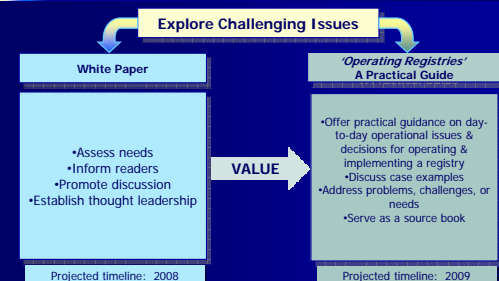 Explore Challenging Issues
White Paper
•Assess needs
•Inform readers
•Promote discussion
•Establish thought leadership
Projected timeline: 2008
VALUE
'Operating Registries'
A Practical Guide
•Offer practical guidance on day-
to-day operational issues &
decisions for operating &
implementing a registry
•Discuss case examples
•Address problems, challenges, or
needs
•Serve as a source book
Projected timeline: 2009